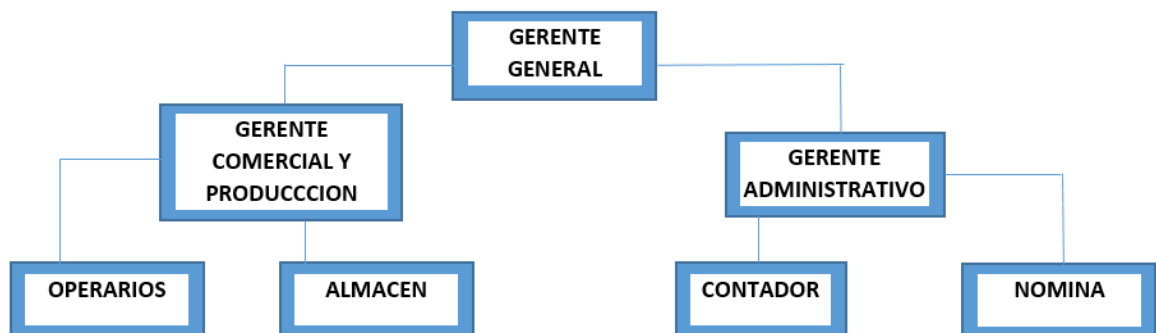 GERENTE
GENERAL
GERENTE
COMERCIAL Y
PRODUCCCION
GERENTE
ADMINISTRATIVO
OPERARIOS
ALMACEN
CONTADOR
NOMINA